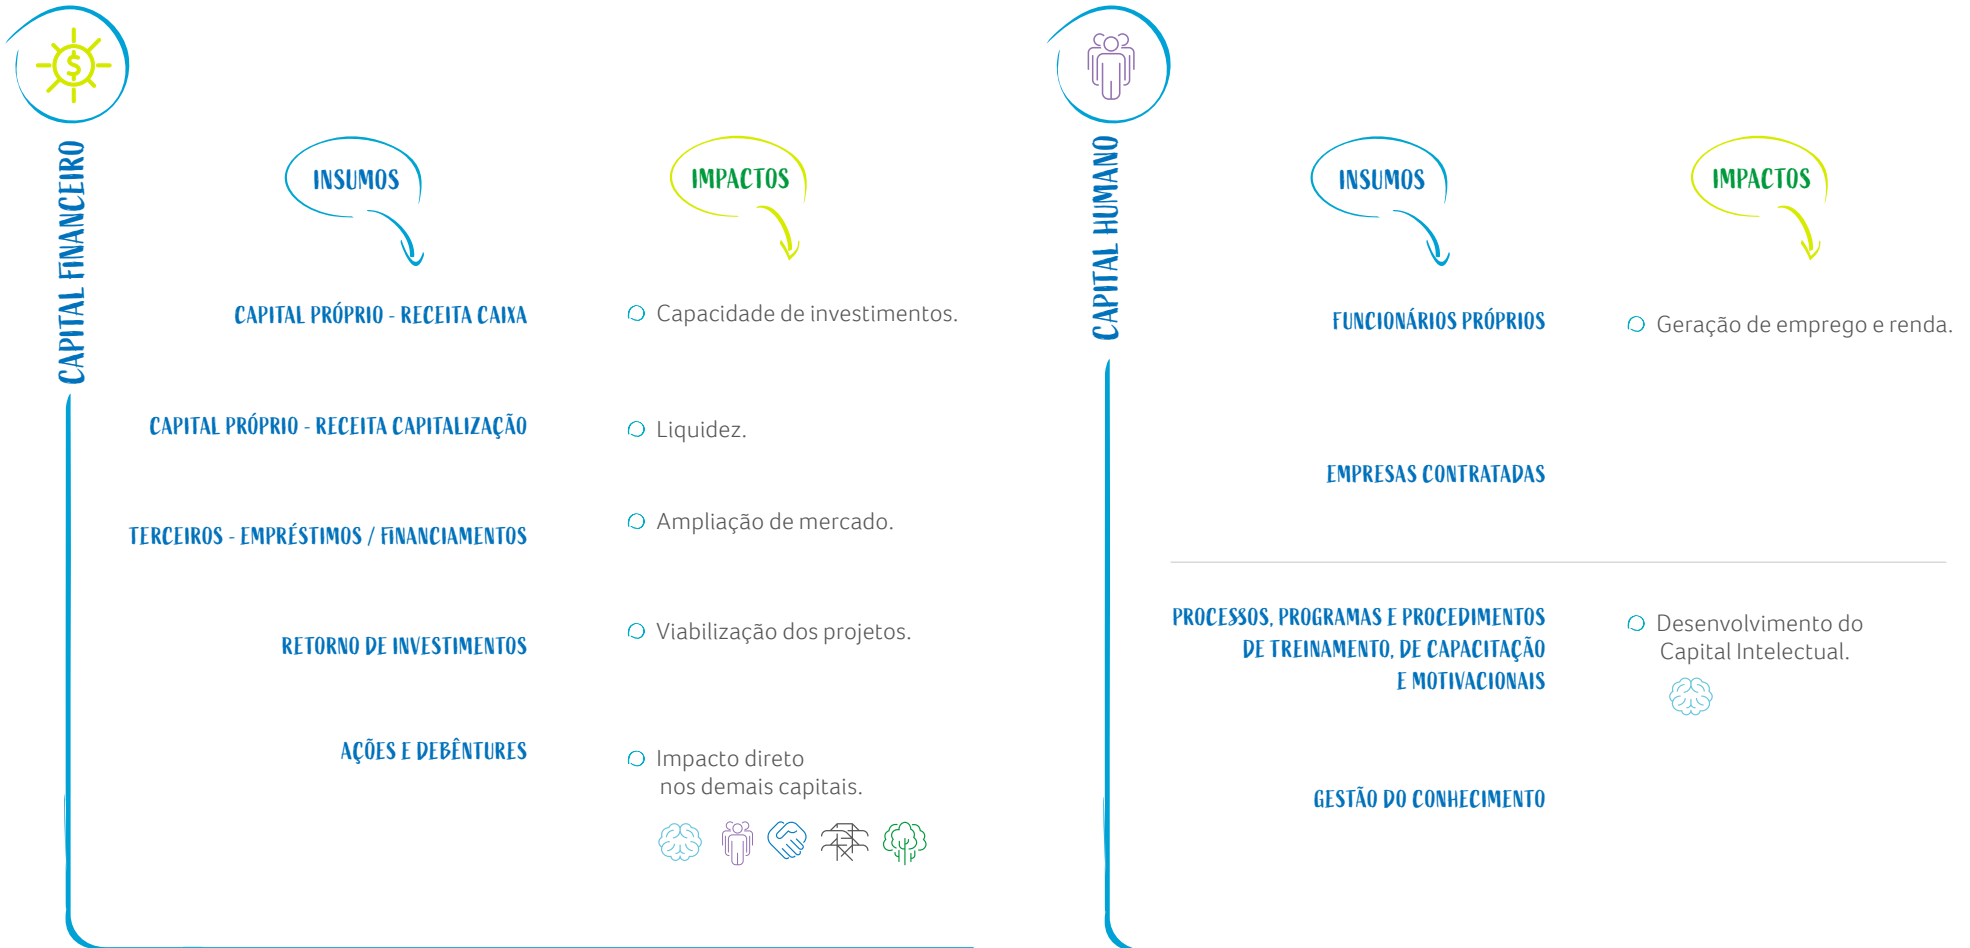 CAPITAL FINANCEIRO
INSUMOS
IMPACTOS
CAPITAL PRÓPRIO - RECEITA CAIXA
Capacidade de investimentos.
CAPITAL PRÓPRIO - RECEITA CAPITALIZAÇÃO
Liquidez.
TERCEIROS - EMPRÉSTIMOS / FINANCIAMENTOS
Ampliação de mercado.
RETORNO DE INVESTIMENTOS
Viabilização dos projetos.
AÇÕES E DEBÊNTURES
Impacto direto
nos demais capitais.
CAPITAL HUMANO
INSUMOS
IMPACTOS
FUNCIONÁRIOS PRÓPRIOS
Geração de emprego e renda.
EMPRESAS CONTRATADAS
PROCESSOS, PROGRAMAS E PROCEDIMENTOS
DE TREINAMENTO, DE CAPACITAÇÃO
E MOTIVACIONAIS
Desenvolvimento do
Capital Intelectual.
GESTÃO DO CONHECIMENTO